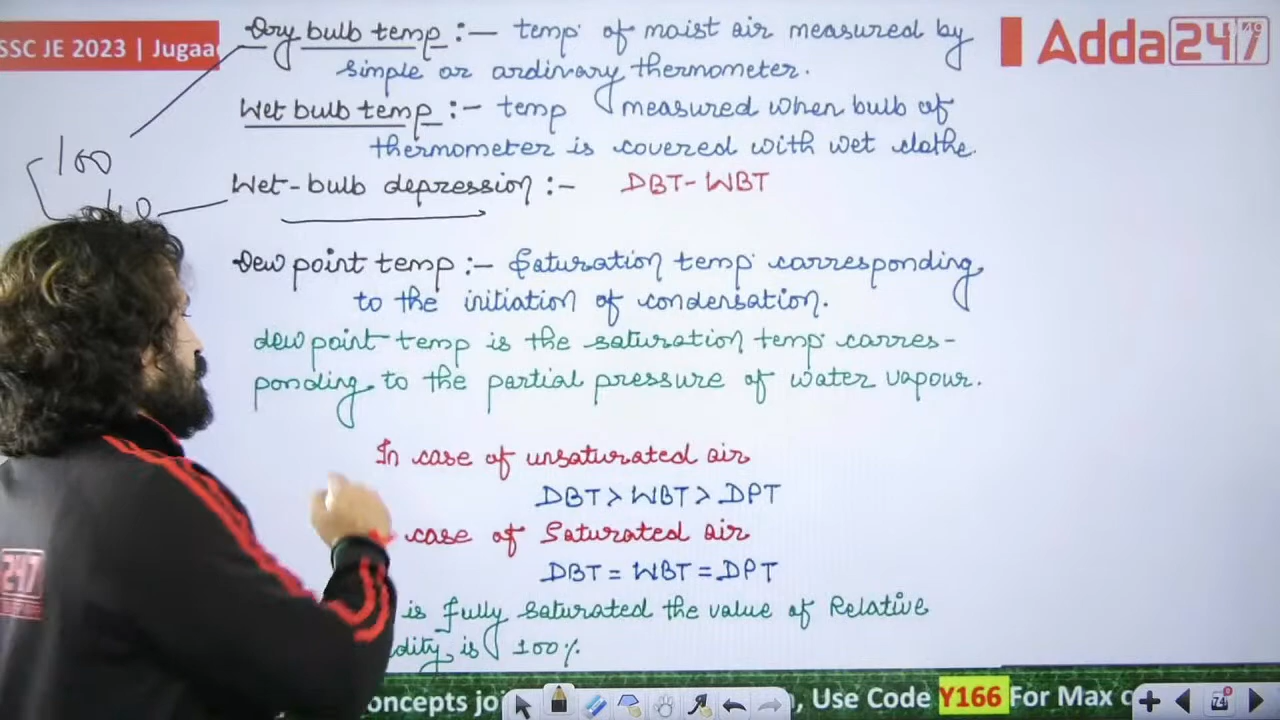 SSC JE 2023 | Jugaa
Adda247
Dry bulb temp :- temp. of moist air measured by
simple or ordinary thermometer.
Wet bulb temp :- temp measured when bulb of
thermometer is covered with wet clothe.
100
Wet-bulb depression :- DBT-WBT
Dew point temp :- Saturation temp. corresponding
to the initiation of condensation.
dew point temp is the saturation temp. corres-
ponding to the partial pressure of water vapour.
In case of unsaturated air
DBT > WBT > DPT
case of Saturated air
DBT = WBT = DPT
is fully saturated the value of Relative
dity is 100%
247
oncepts joi
, Use Code Y166 For Max c